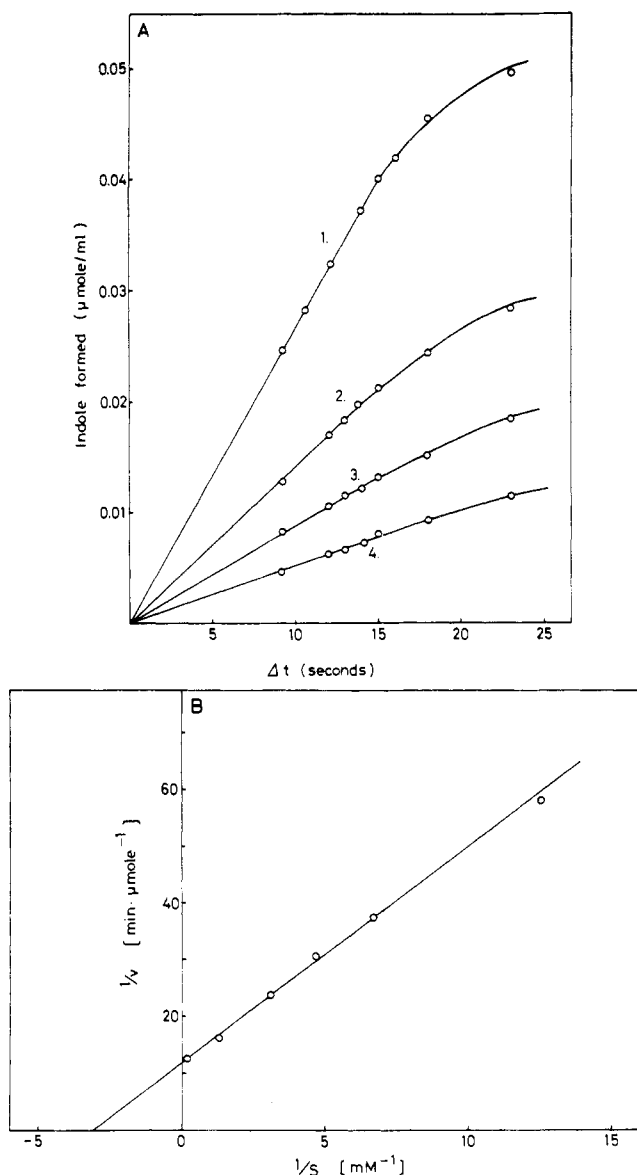 A
Indole formed (μmole/ml)
0.05
0.04
0.03
0.02
0.01
1.
2.
3.
4.
5 10 15 20 25
Δt (seconds)
B
1/v [min·μmole⁻¹]
60
40
20
-5 0 5 10 15
1/S [mM⁻¹]